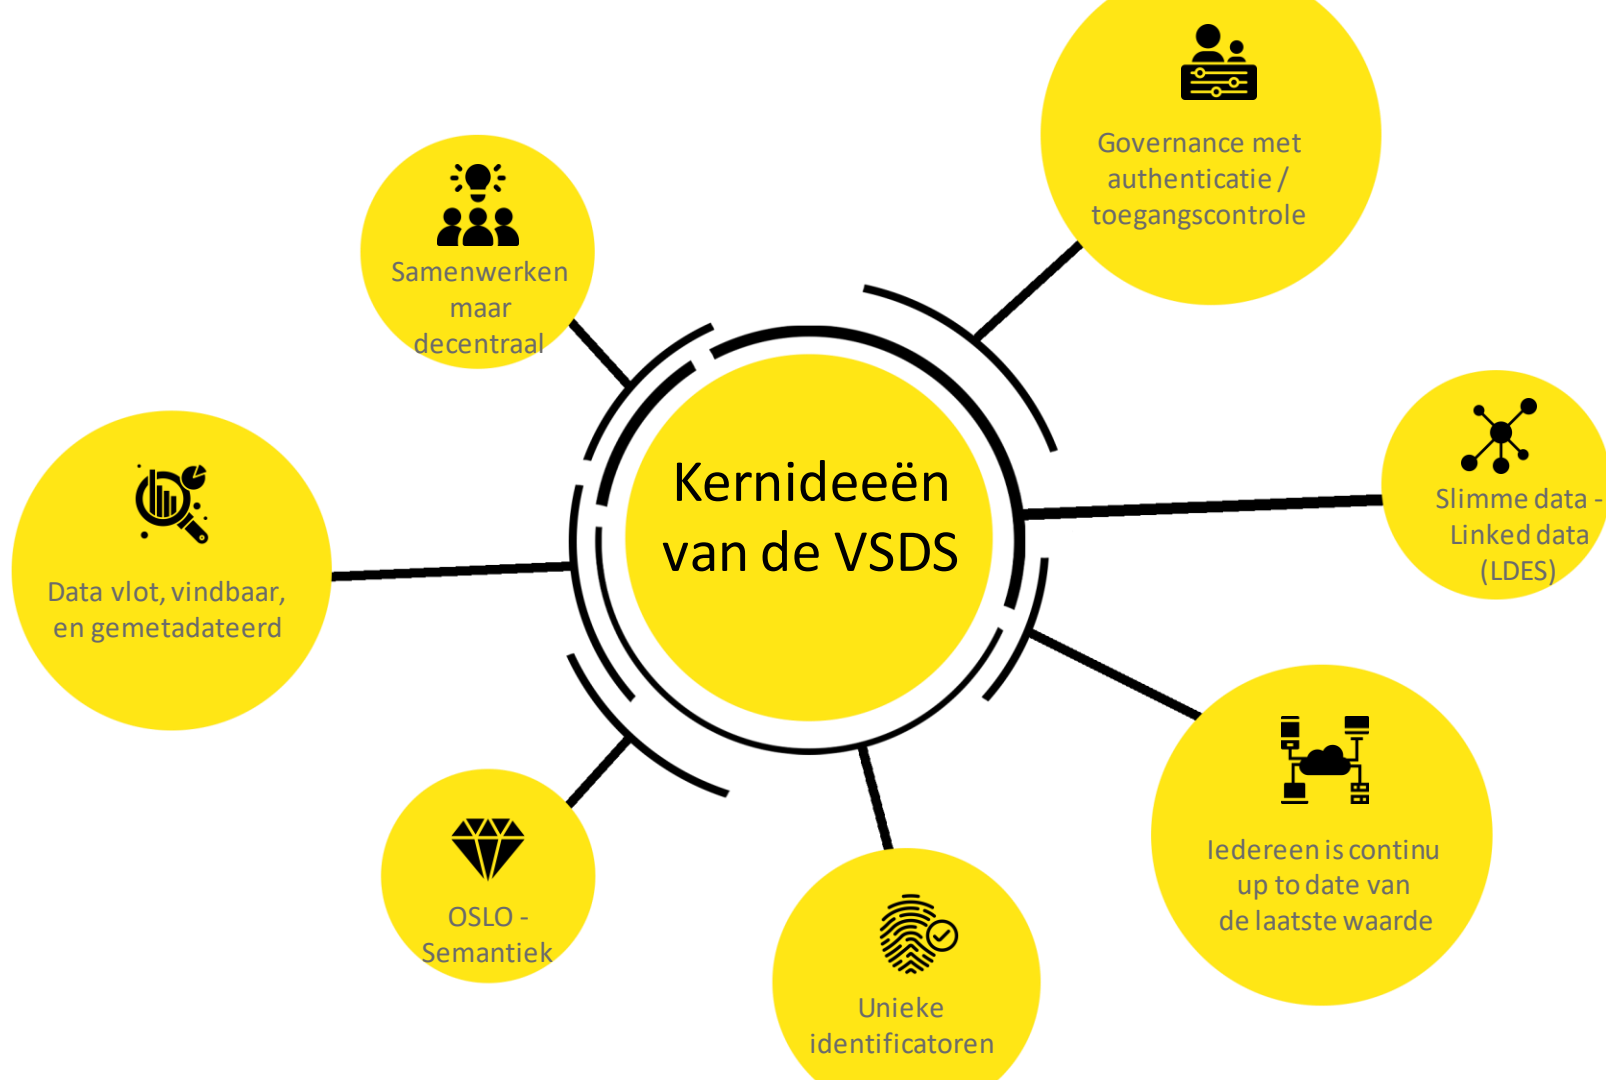 Governance met
authenticatie /
toegangscontrole
Samenwerken
maar
decentraal
Kernideeën
van de VSDS
Slimme data -
Linked data
(LDES)
Data vlot, vindbaar,
en gemetadateerd
Iedereen is continu
up to date van
de laatste waarde
OSLO -
Semantiek
Unieke
identificatoren